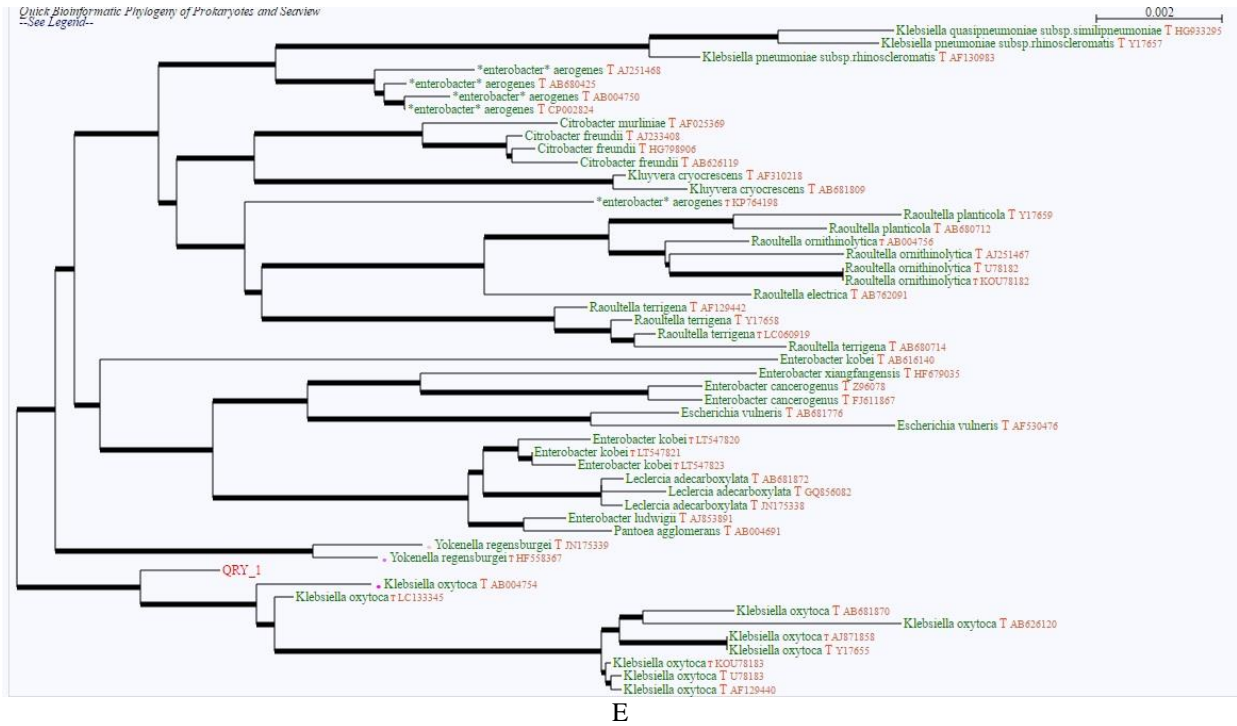 Quick Bioinformatic Phylogeny of Prokaryotes and Seaview
--See Legend--
0.002
Klebsiella quasipneumoniae subsp.similipneumoniae T HG933295
Klebsiella pneumoniae subsp.rhinoscleromatis T Y17657
Klebsiella pneumoniae subsp.rhinoscleromatis T AF130983
*enterobacter* aerogenes T AJ251468
*enterobacter* aerogenes T AB680425
*enterobacter* aerogenes T AB004750
*enterobacter* aerogenes T CP002824
Citrobacter murliniae T AF025369
Citrobacter freundii T AJ233408
Citrobacter freundii T HG798906
Citrobacter freundii T AB626119
Kluyvera cryocrescens T AF310218
Kluyvera cryocrescens T AB681809
*enterobacter* aerogenes T KP764198
Raoultella planticola T Y17659
Raoultella planticola T AB680712
Raoultella ornithinolytica T AB004756
Raoultella ornithinolytica T AJ251467
Raoultella ornithinolytica T U78182
Raoultella ornithinolytica T KOU78182
Raoultella electrica T AB762091
Raoultella terrigena T AF129442
Raoultella terrigena T Y17658
Raoultella terrigena T LC060919
Raoultella terrigena T AB680714
Enterobacter kobei T AB616140
Enterobacter xiangfangensis T HF679035
Enterobacter cancerogenus T Z96078
Enterobacter cancerogenus T FJ611867
Escherichia vulneris T AB681776
Escherichia vulneris T AF530476
Enterobacter kobei T LT547820
Enterobacter kobei T LT547821
Enterobacter kobei T LT547823
Leclercia adecarboxylata T AB681872
Leclercia adecarboxylata T GQ856082
Leclercia adecarboxylata T JN175338
Enterobacter ludwigii T AJ853891
Pantoea agglomerans T AB004691
Yokenella regensburgei T JN175339
Yokenella regensburgei T HF558367
QRY_1
Klebsiella oxytoca T AB004754
Klebsiella oxytoca T LC133345
Klebsiella oxytoca T AB681870
Klebsiella oxytoca T AB626120
Klebsiella oxytoca T AJ871858
Klebsiella oxytoca T Y17655
Klebsiella oxytoca T KOU78183
Klebsiella oxytoca T U78183
Klebsiella oxytoca T AF129440
E